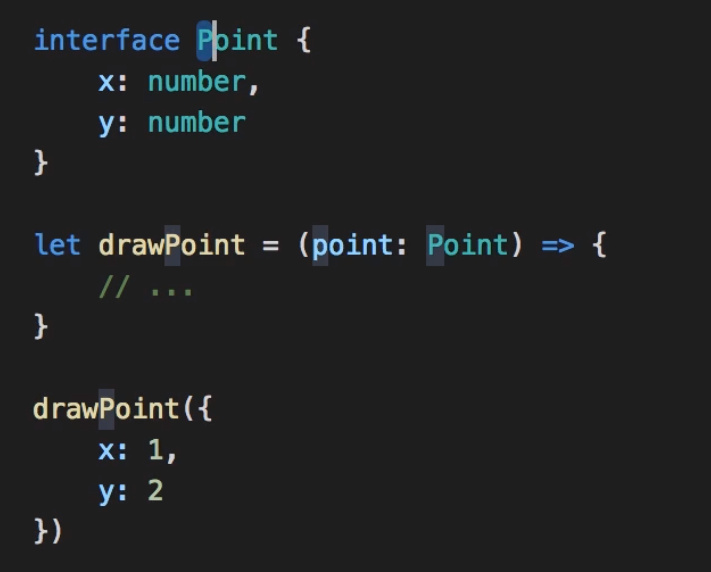 interface Point {
    x: number,
    y: number
}

let drawPoint = (point: Point) => {
    // ...
}

drawPoint({
    x: 1,
    y: 2
})